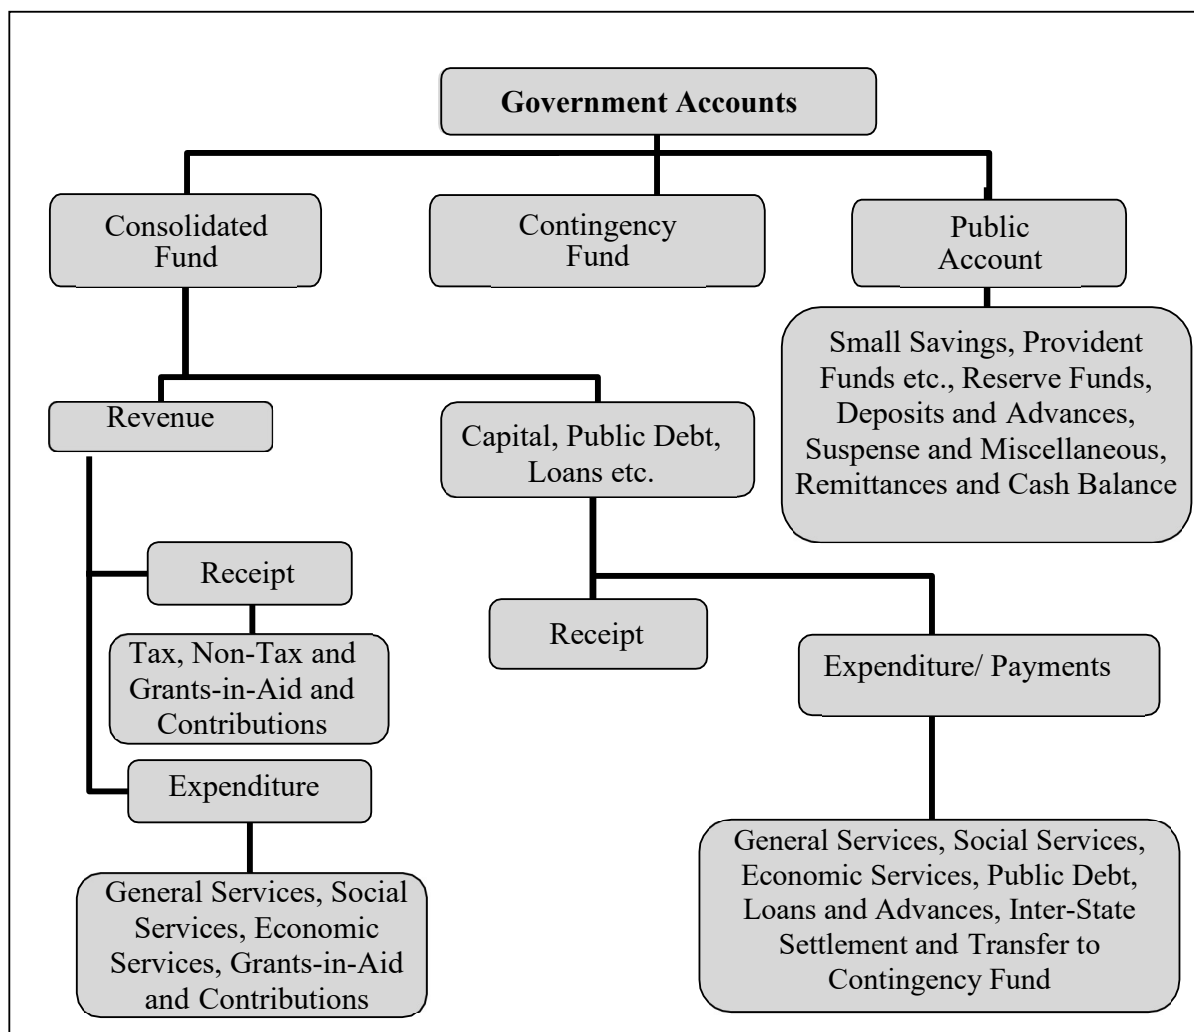 Government Accounts
Consolidated
Fund
Contingency
Fund
Public
Account
Small Savings, Provident
Funds etc., Reserve Funds,
Deposits and Advances,
Suspense and Miscellaneous,
Remittances and Cash Balance
Revenue
Capital, Public Debt,
Loans etc.
Receipt
Tax, Non-Tax and
Grants-in-Aid and
Contributions
Receipt
Expenditure/ Payments
Expenditure
General Services, Social
Services, Economic
Services, Grants-in-Aid
and Contributions
General Services, Social Services,
Economic Services, Public Debt,
Loans and Advances, Inter-State
Settlement and Transfer to
Contingency Fund